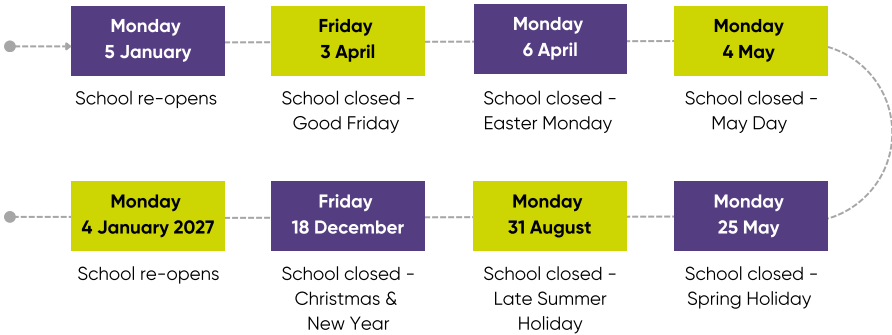 Monday
5 January
School re-opens
Friday
3 April
School closed -
Good Friday
Monday
6 April
School closed -
Easter Monday
Monday
4 May
School closed -
May Day
Monday
25 May
School closed -
Spring Holiday
Monday
31 August
School closed -
Late Summer
Holiday
Friday
18 December
School closed -
Christmas &
New Year
Monday
4 January 2027
School re-opens